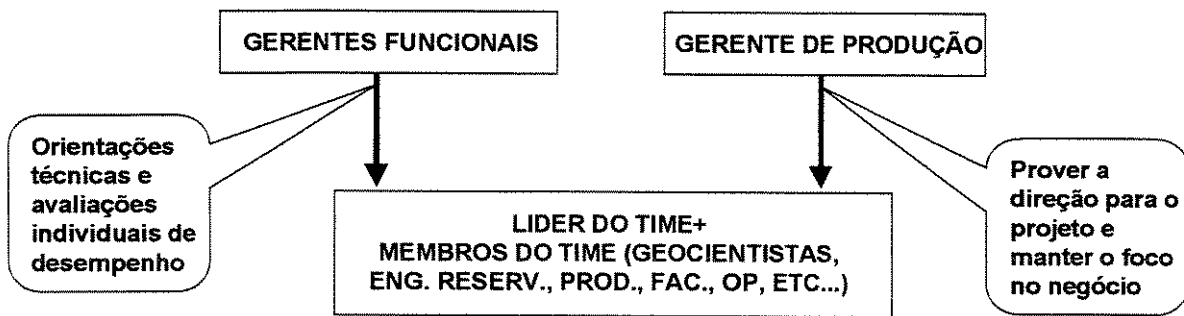 GERENTES FUNCIONAIS
GERENTE DE PRODUÇÃO
Orientações
técnicas e
avaliações
individuais de
desempenho
Prover a
direção para o
projeto e
manter o foco
no negócio
LIDER DO TIME+
MEMBROS DO TIME (GEOCIENTISTAS,
ENG. RESERV., PROD., FAC., OP, ETC...)